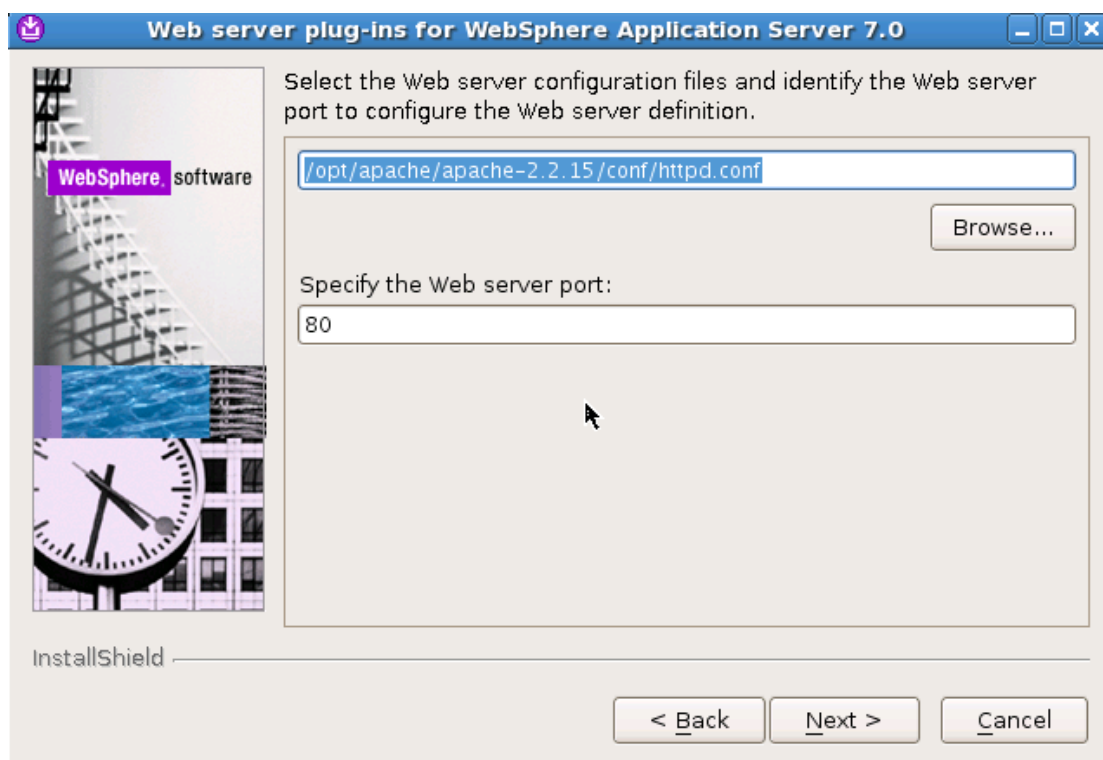 Web server plug-ins for WebSphere Application Server 7.0
Select the Web server configuration files and identify the Web server
port to configure the Web server definition.
WebSphere. software
/opt/apache/apache-2.2.15/conf/httpd.conf
Browse...
Specify the Web server port:
80
InstallShield
< Back
Next >
Cancel